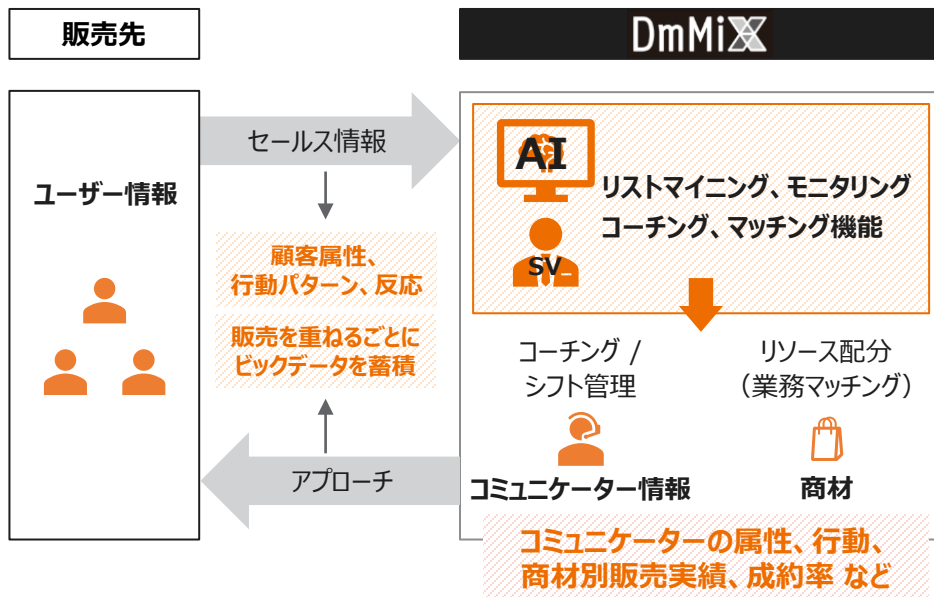 販売先
DmMiX
ユーザー情報
セールス情報
顧客属性、
行動パターン、反応
販売を重ねるごとに
ビックデータを蓄積
アプローチ
AI
リストマイニング、モニタリング
コーチング、マッチング機能
SV
コーチング /
シフト管理
リソース配分
（業務マッチング）
コミュニケーター情報
商材
コミュニケーターの属性、行動、
商材別販売実績、成約率 など